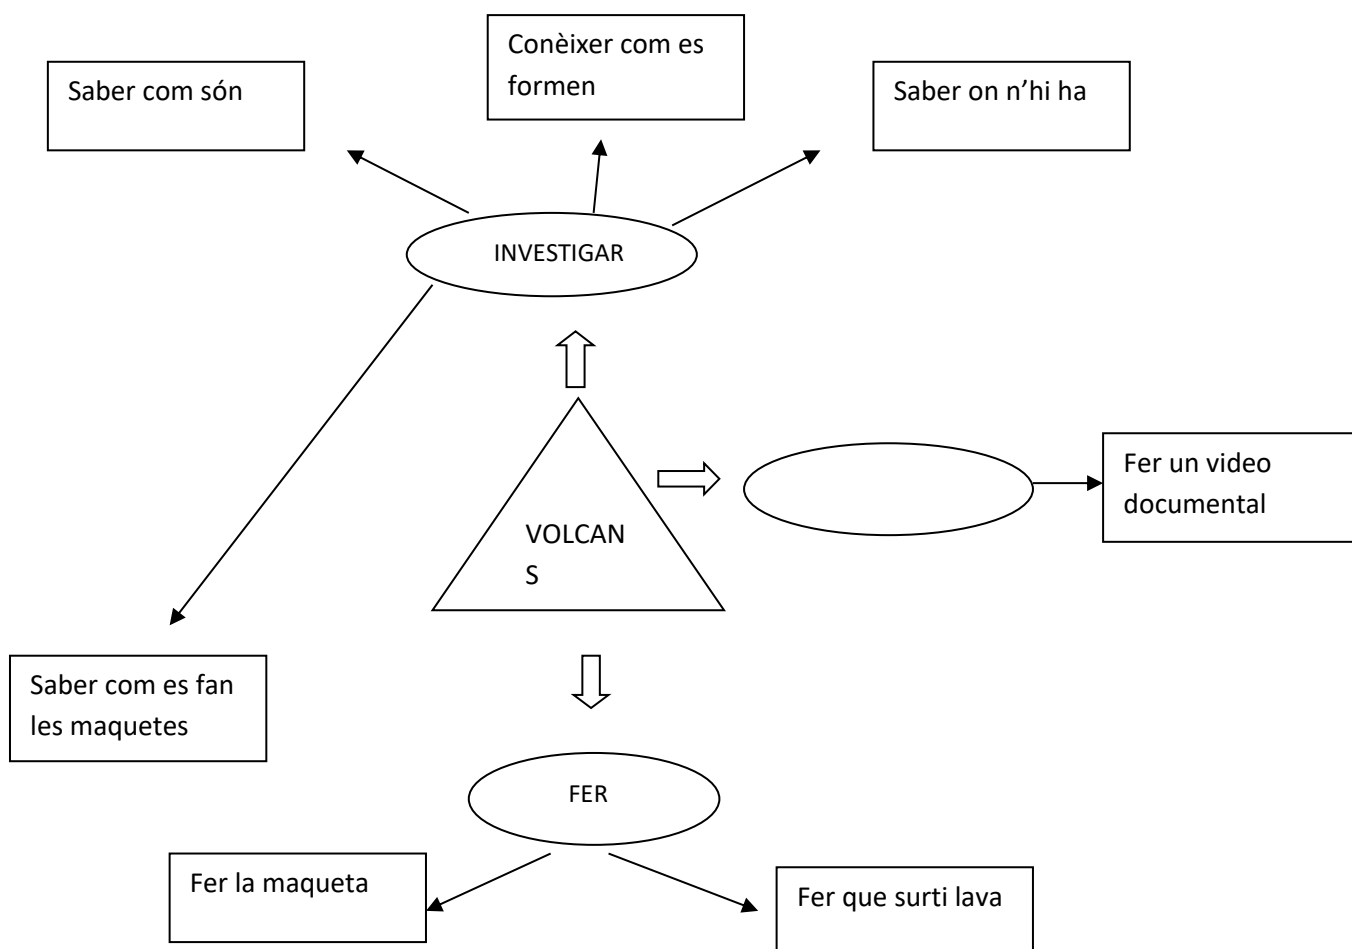 Conèixer com es
formen
Saber com són
Saber on n’hi ha
INVESTIGAR
Fer un video
documental
VOLCAN
S
Saber com es fan
les maquetes
FER
Fer la maqueta
Fer que surti lava